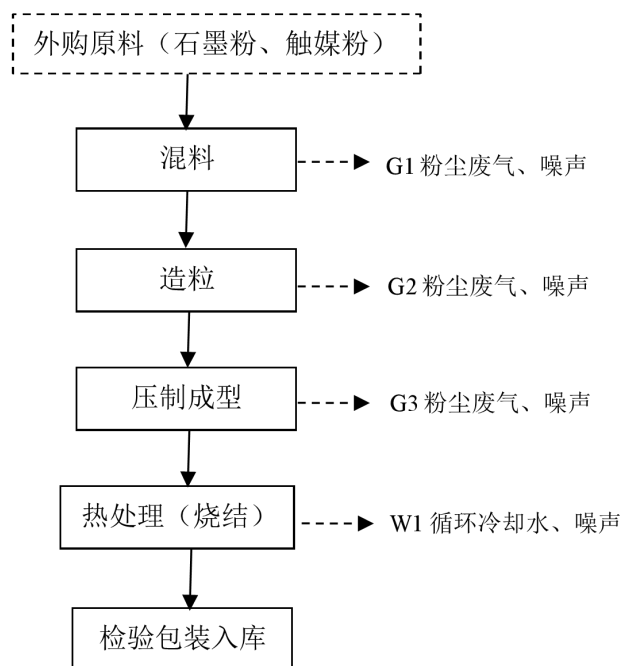 外购原料（石墨粉、触媒粉）
混料
G1 粉尘废气、噪声
造粒
G2 粉尘废气、噪声
压制成型
G3 粉尘废气、噪声
热处理（烧结）
W1 循环冷却水、噪声
检验包装入库